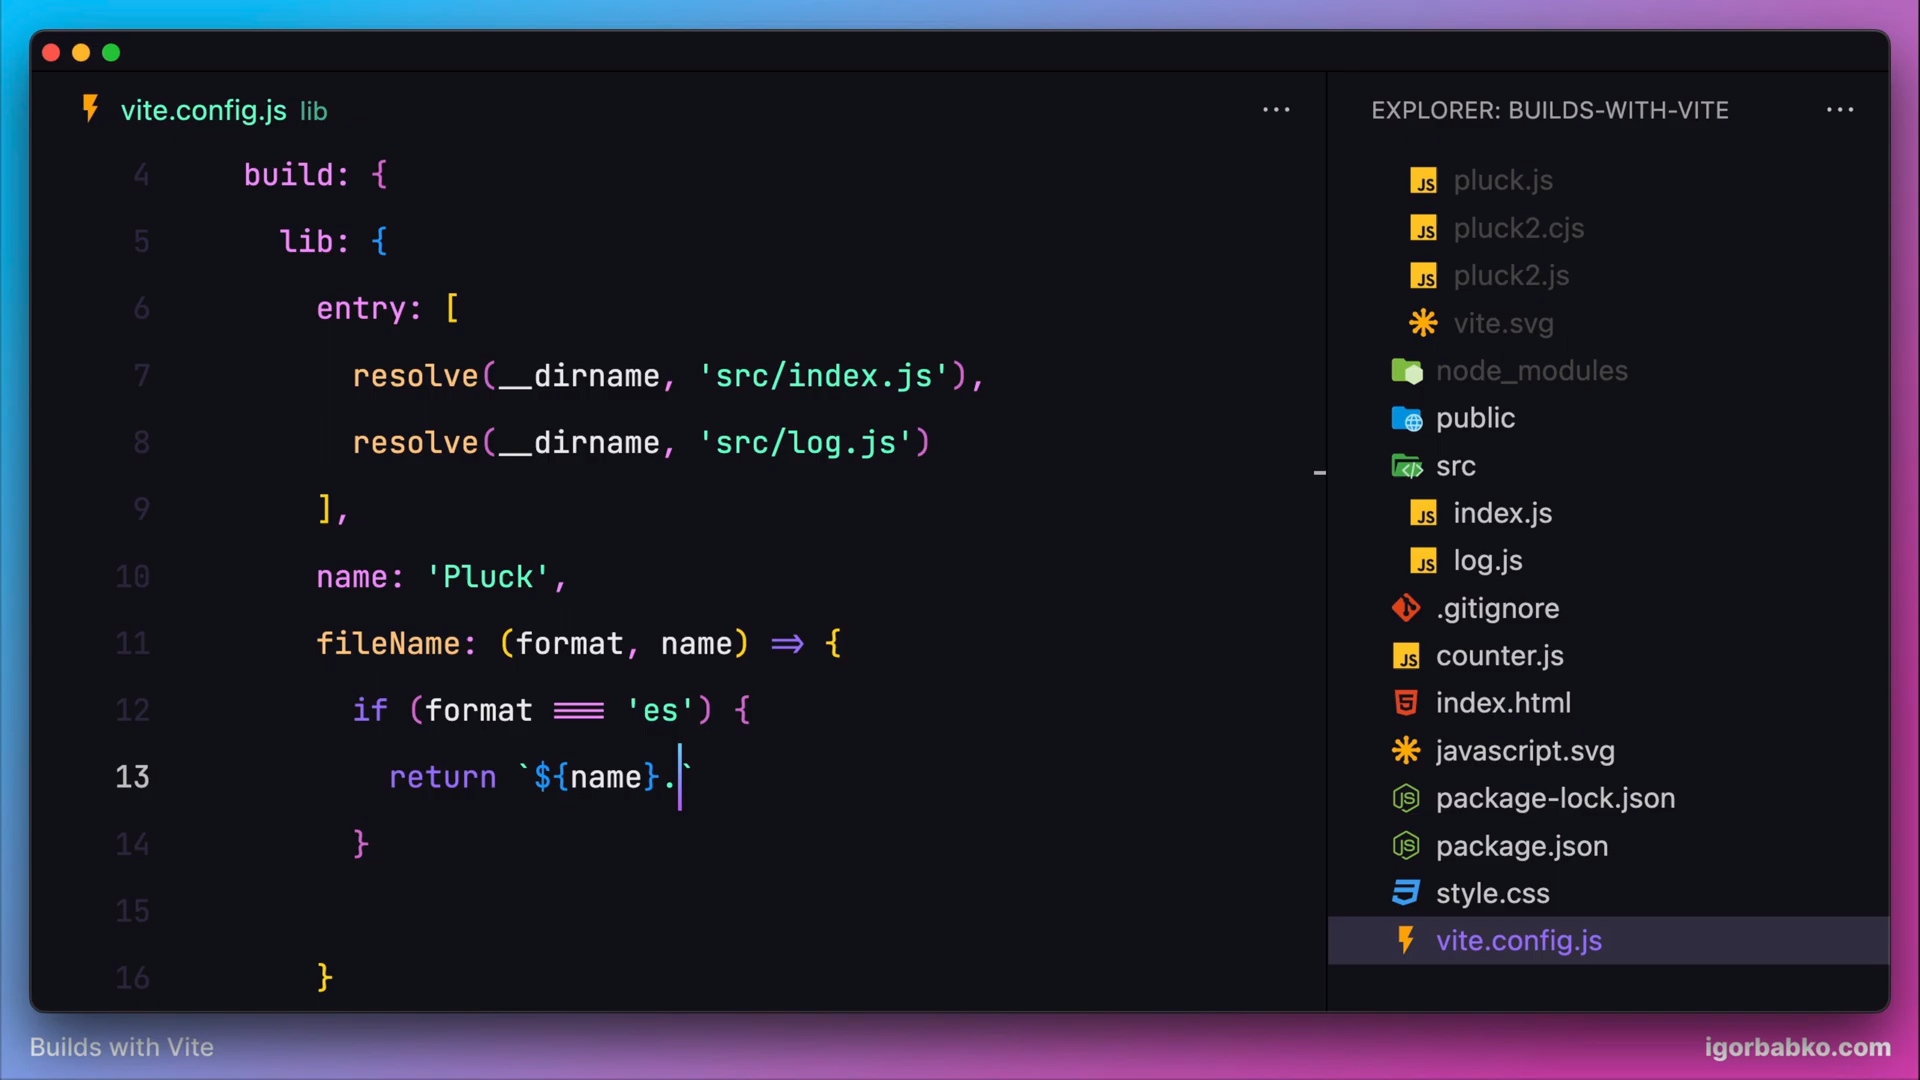 vite.config.js lib ...
4 build: {
5 lib: {
6 entry: [
7 resolve(__dirname, 'src/index.js'),
8 resolve(__dirname, 'src/log.js')
9 ],
10 name: 'Pluck',
11 fileName: (format, name) => {
12 if (format === 'es') {
13 return `${name}.`
14 }
15
16 }
EXPLORER: BUILDS-WITH-VITE ...
pluck.js
pluck2.cjs
pluck2.js
vite.svg
node_modules
public
src
index.js
log.js
.gitignore
counter.js
index.html
javascript.svg
package-lock.json
package.json
style.css
vite.config.js
Builds with Vite
igorbabko.com